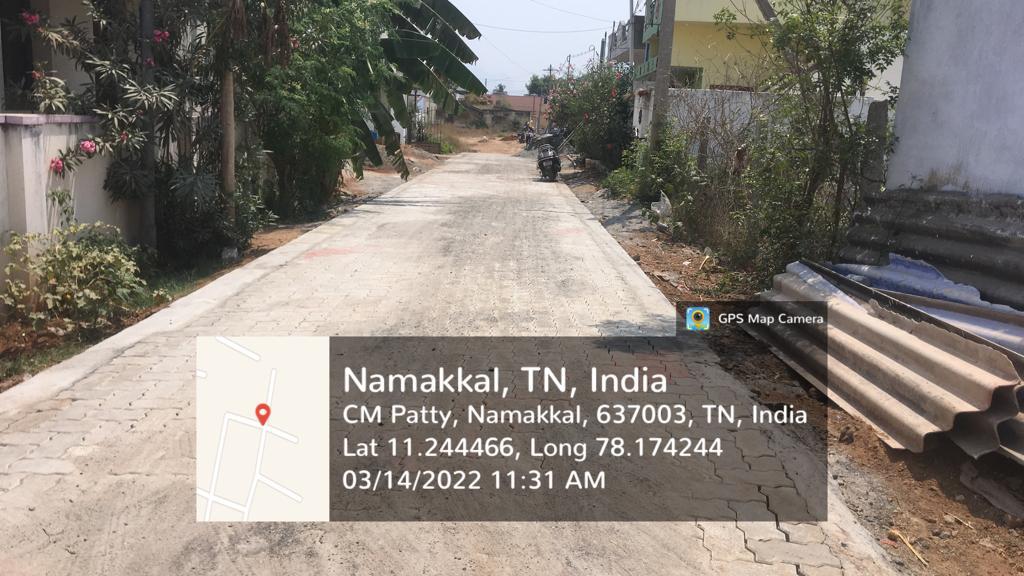 GPS Map Camera
Namakkal, TN, India
CM Patty, Namakkal, 637003, TN, India
Lat 11.244466, Long 78.174244
03/14/2022 11:31 AM